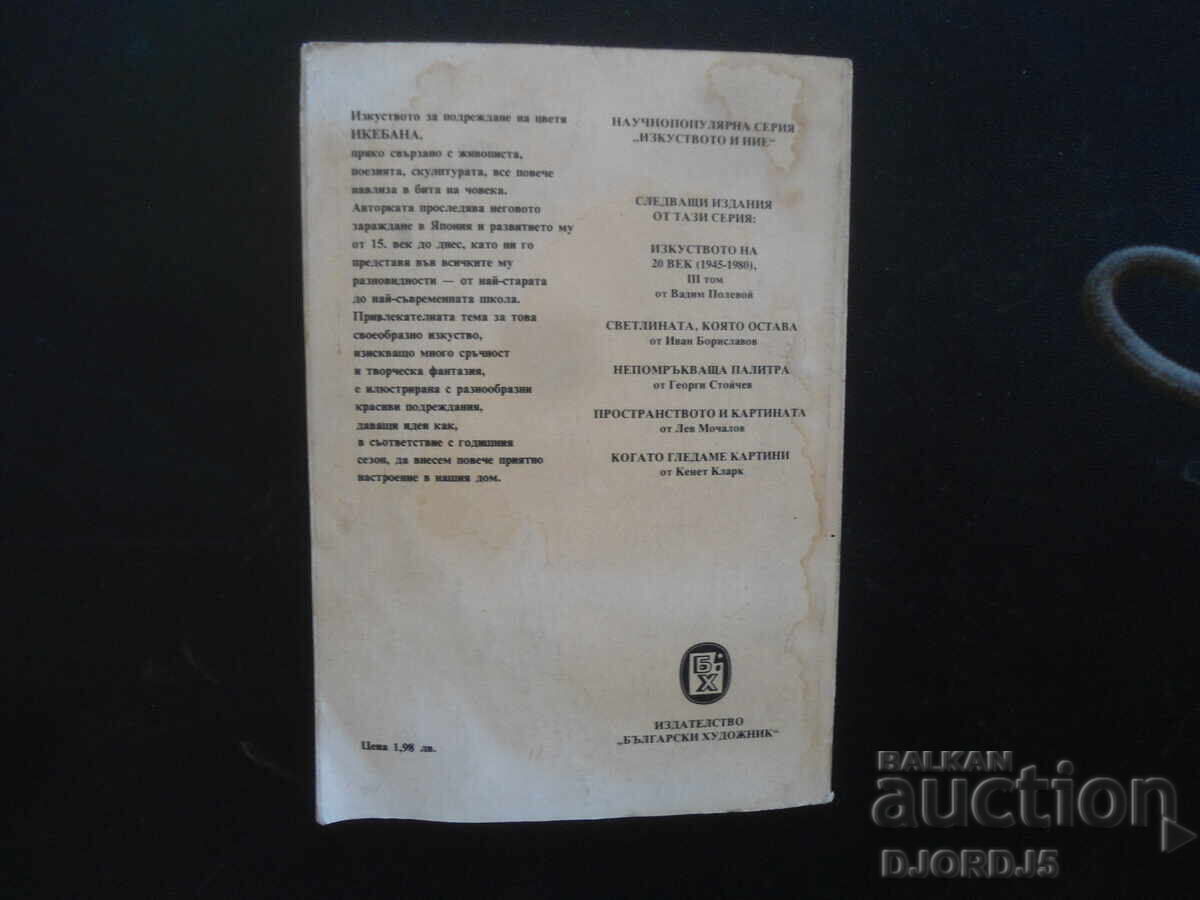 Изкуството за подреждане на цветя
ИКЕБАНА,
пряко свързано с живописта,
поезията, скулптурата, все повече
навлиза в бита на човека.
Авторката проследява неговото
зараждане в Япония и развитието му
от 15. век до днес, като ни го
представя във всичките му
разновидности — от най-старата
до най-съвременната школа.
Привлекателната тема за това
своеобразно изкуство,
изискващо много сръчност
и творческа фантазия,
е илюстрирана с разнообразни
красиви подреждания,
даващи идеи как,
в съответствие с годишния
сезон, да внесем повече приятно
настроение в нашия дом.
Цена 1,98 лв.
НАУЧНОПОПУЛЯРНА СЕРИЯ
„ИЗКУСТВОТО И НИЕ“
СЛЕДВАЩИ ИЗДАНИЯ
ОТ ТАЗИ СЕРИЯ:
ИЗКУСТВОТО НА
20 ВЕК (1945-1980),
III том
от Вадим Полевой
СВЕТЛИНАТА, КОЯТО ОСТАВА
от Иван Бориславов
НЕПОМРЪКВАЩА ПАЛИТРА
от Георги Стойчев
ПРОСТРАНСТВОТО И КАРТИНАТА
от Лев Мочалов
КОГАТО ГЛЕДАМЕ КАРТИНИ
от Кенет Кларк
БХ
ИЗДАТЕЛСТВО
„БЪЛГАРСКИ ХУДОЖНИК“
BALKAN
auction
DJORDJ5